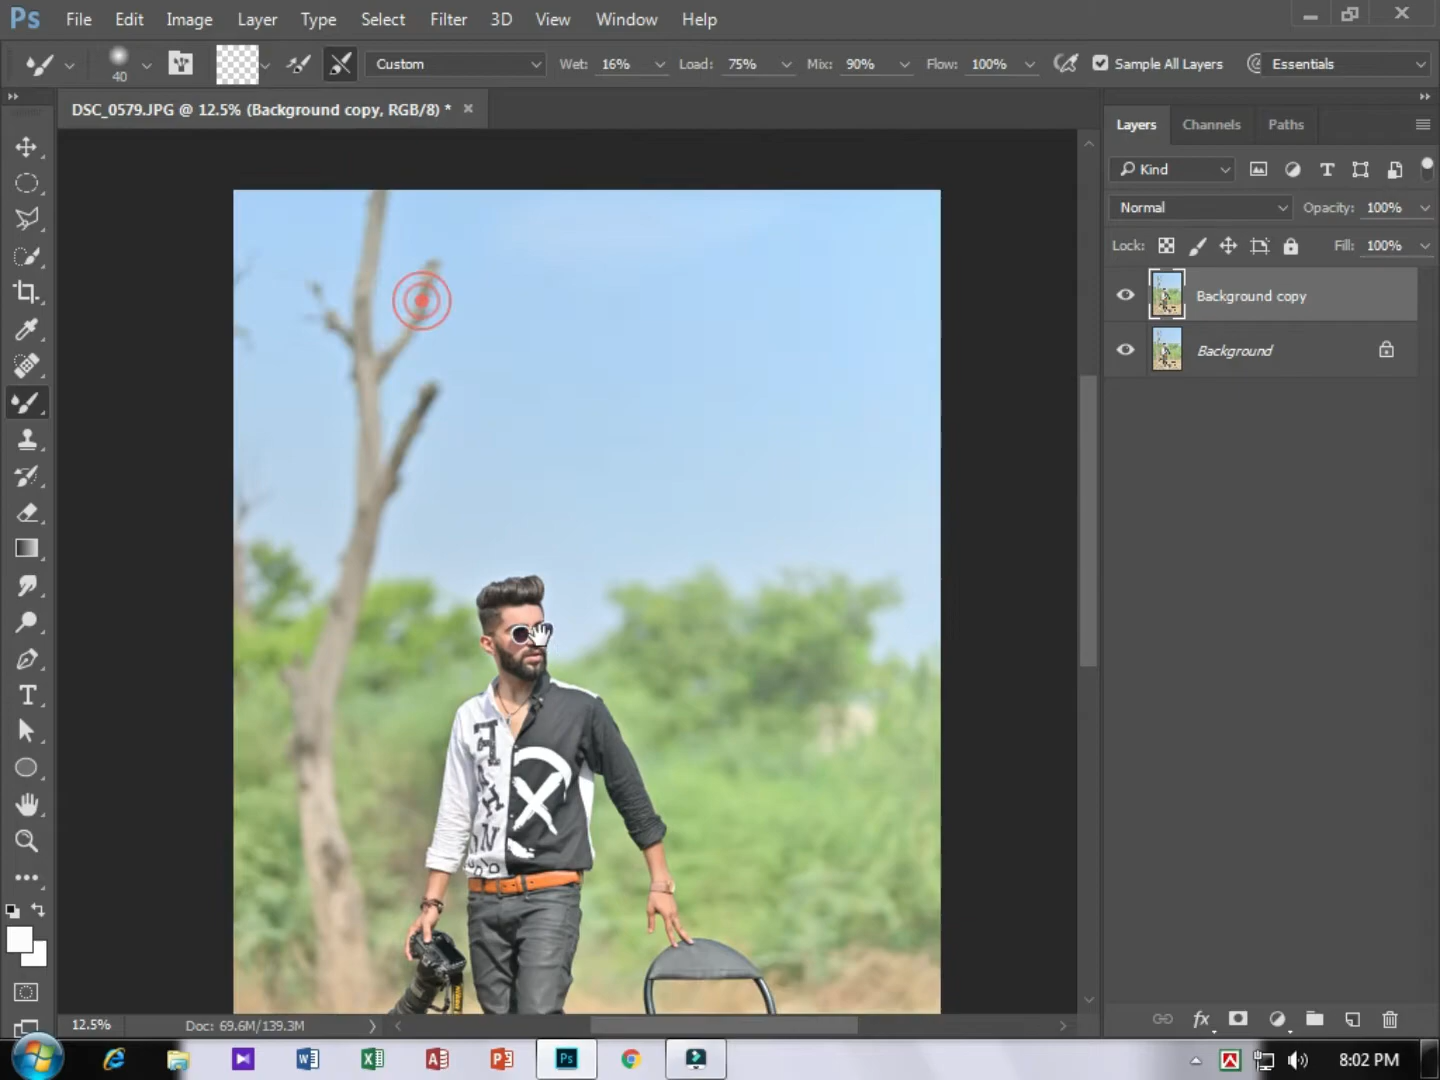 Ps File Edit Image Layer Type Select Filter 3D View Window Help
40 Custom Wet: 16% Load: 75% Mix: 90% Flow: 100% Sample All Layers Essentials
DSC_0579.JPG @ 12.5% (Background copy, RGB/8) *
Layers Channels Paths
Kind
Normal Opacity: 100%
Lock: Fill: 100%
Background copy
Background
12.5% Doc: 69.6M/139.3M
8:02 PM